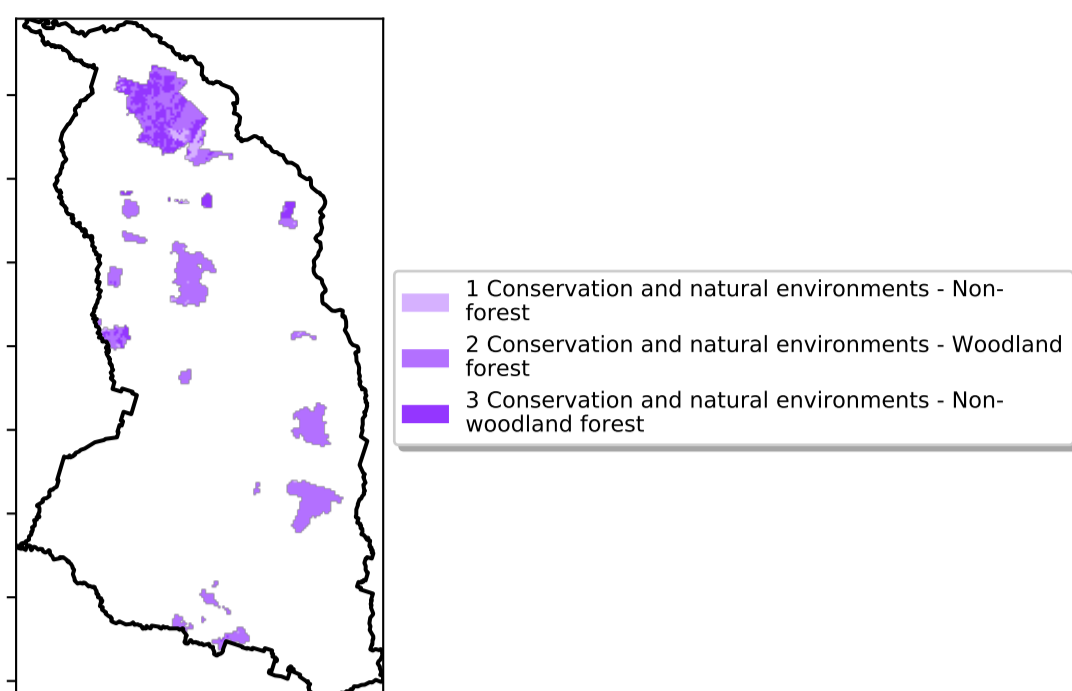 1 Conservation and natural environments - Non-
forest
2 Conservation and natural environments - Woodland
forest
3 Conservation and natural environments - Non-
woodland forest